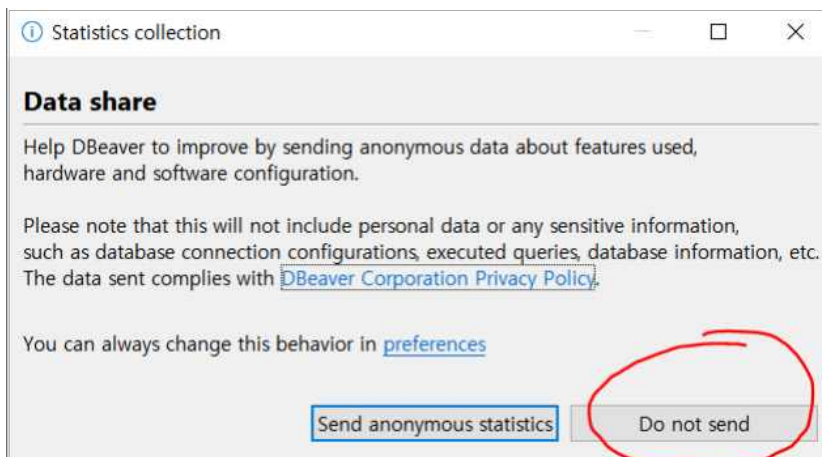 Statistics collection
Data share
Help DBeaver to improve by sending anonymous data about features used,
hardware and software configuration.
Please note that this will not include personal data or any sensitive information,
such as database connection configurations, executed queries, database information, etc.
The data sent complies with DBeaver Corporation Privacy Policy.
You can always change this behavior in preferences
Send anonymous statistics
Do not send